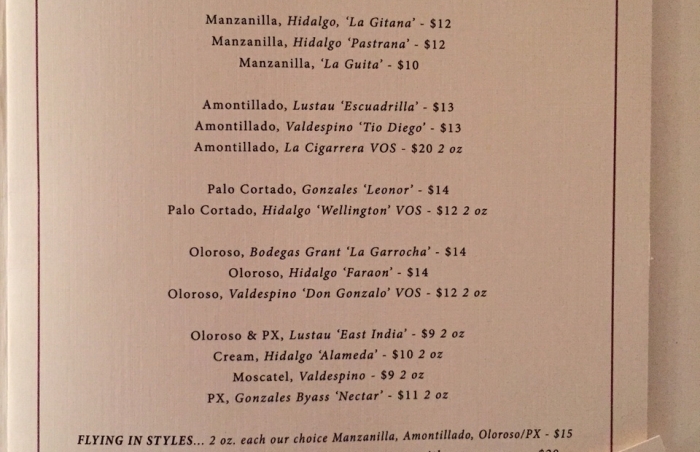 Manzanilla, Hidalgo, ‘La Gitana’ - $12
Manzanilla, Hidalgo ‘Pastrana’ - $12
Manzanilla, ‘La Guita’ - $10
Amontillado, Lustau ‘Escuadrilla’ - $13
Amontillado, Valdespino ‘Tio Diego’ - $13
Amontillado, La Cigarrera VOS - $20 2 oz
Palo Cortado, Gonzales ‘Leonor’ - $14
Palo Cortado, Hidalgo ‘Wellington’ VOS - $12 2 oz
Oloroso, Bodegas Grant ‘La Garrocha’ - $14
Oloroso, Hidalgo ‘Faraon’ - $14
Oloroso, Valdespino ‘Don Gonzalo’ VOS - $12 2 oz
Oloroso & PX, Lustau ‘East India’ - $9 2 oz
Cream, Hidalgo ‘Alameda’ - $10 2 oz
Moscatel, Valdespino - $9 2 oz
PX, Gonzales Byass ‘Nectar’ - $11 2 oz
FLYING IN STYLES... 2 oz. each our choice Manzanilla, Amontillado, Oloroso/PX - $15